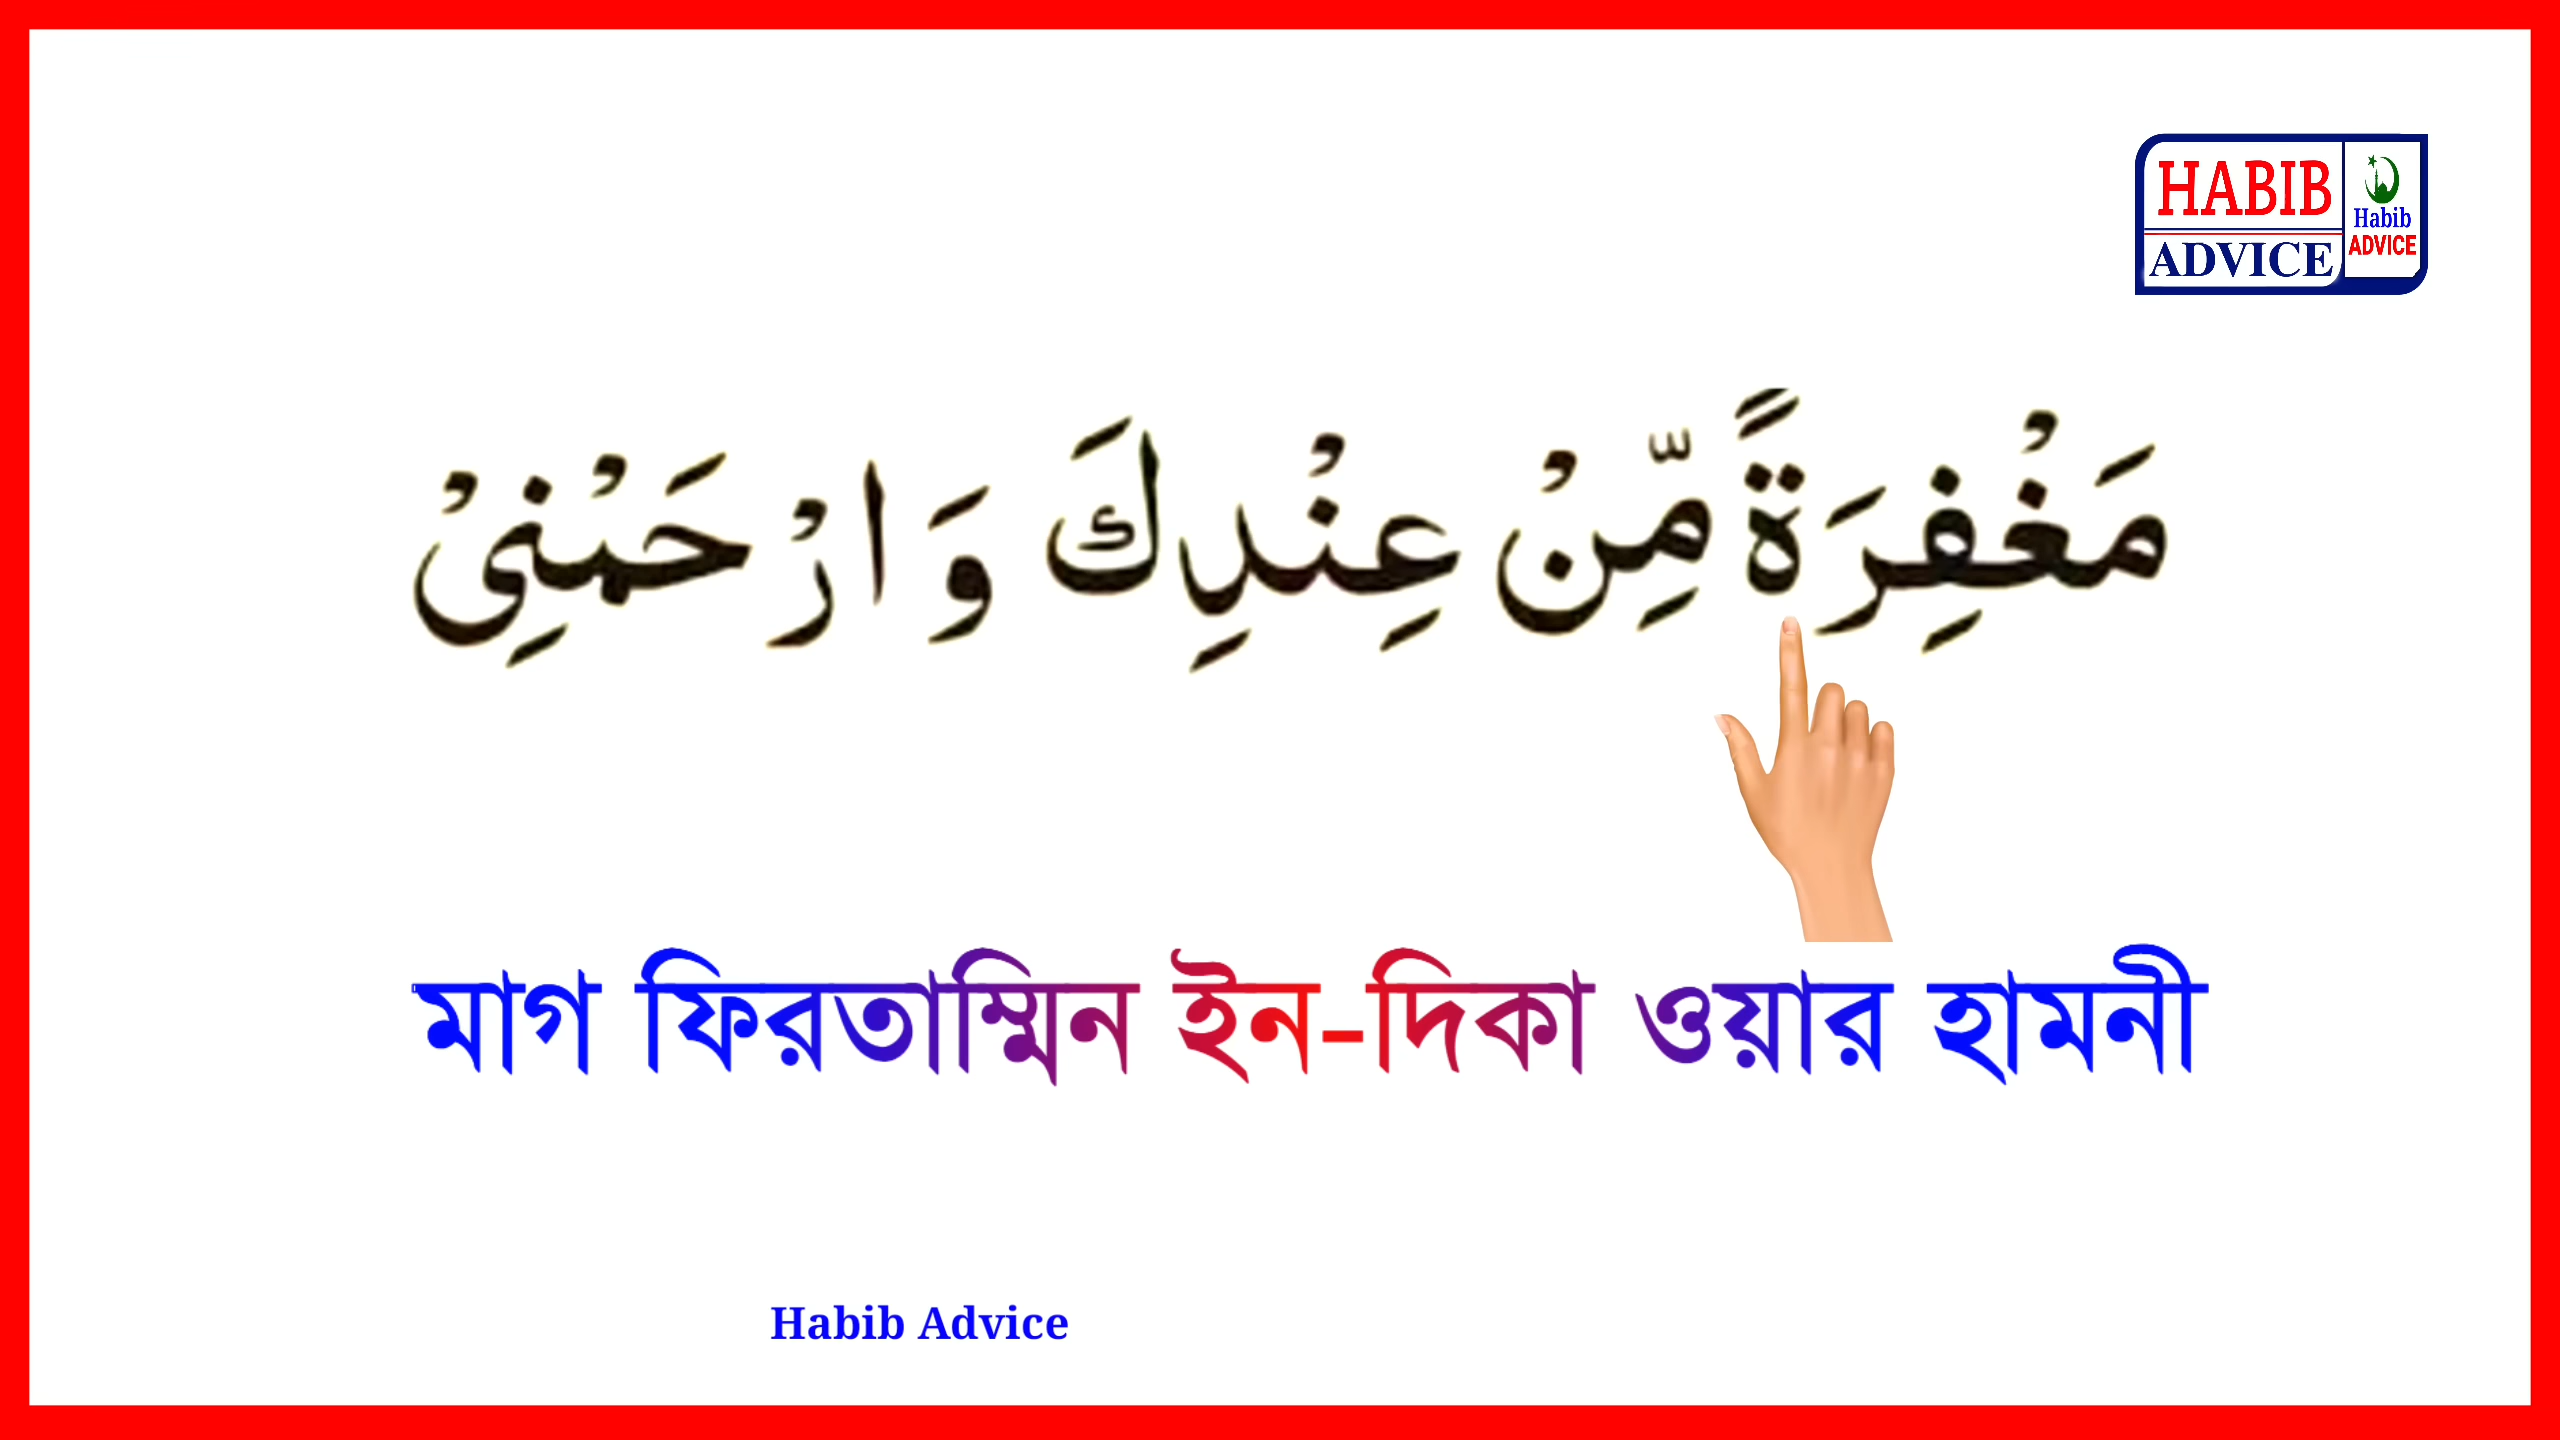 HABIB
ADVICE
Habib
ADVICE
مَغْفِرَةً مِّنْ عِنْدِكَ وَارْحَمْنِىْ
মাগ ফিরতাম্মিন ইন-দিকা ওয়ার হামনী
Habib Advice